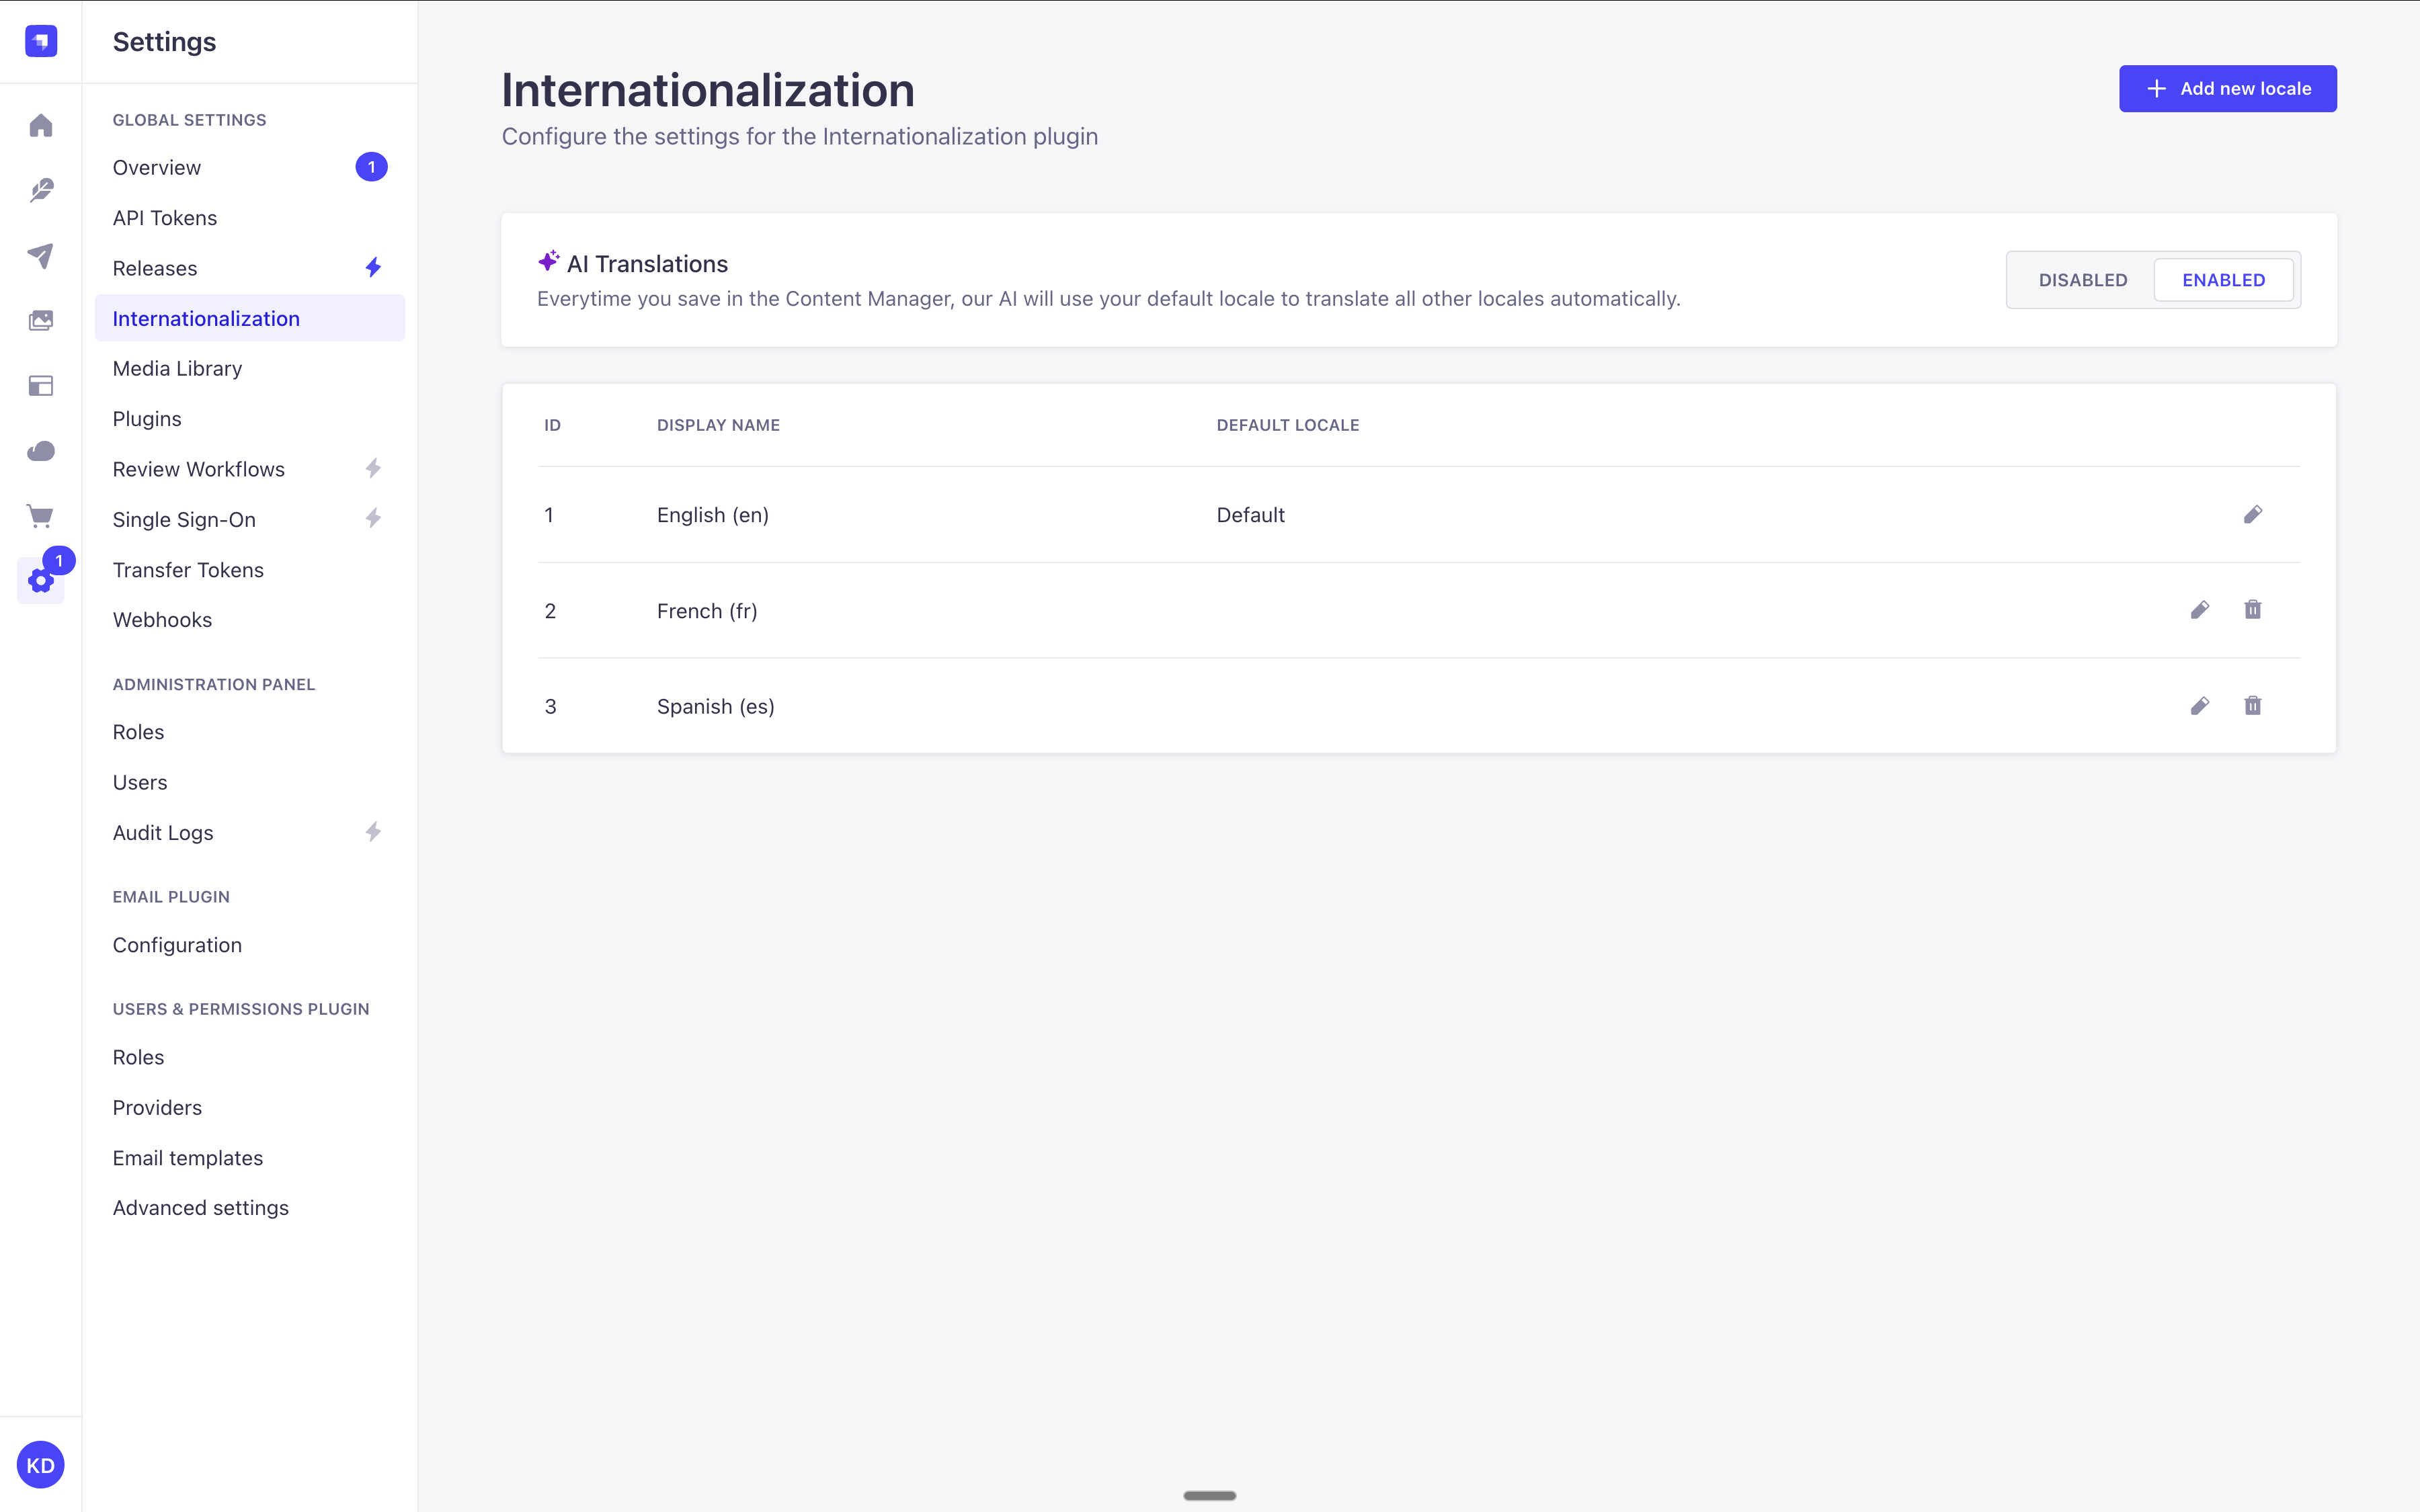 Settings
GLOBAL SETTINGS
Overview 1
API Tokens
Releases
Internationalization
Media Library
Plugins
Review Workflows
Single Sign-On
Transfer Tokens
Webhooks
ADMINISTRATION PANEL
Roles
Users
Audit Logs
EMAIL PLUGIN
Configuration
USERS & PERMISSIONS PLUGIN
Roles
Providers
Email templates
Advanced settings
1
KD
Internationalization
Configure the settings for the Internationalization plugin
Add new locale
AI Translations
Everytime you save in the Content Manager, our AI will use your default locale to translate all other locales automatically.
DISABLED ENABLED
ID DISPLAY NAME DEFAULT LOCALE
1 English (en) Default
2 French (fr)
3 Spanish (es)